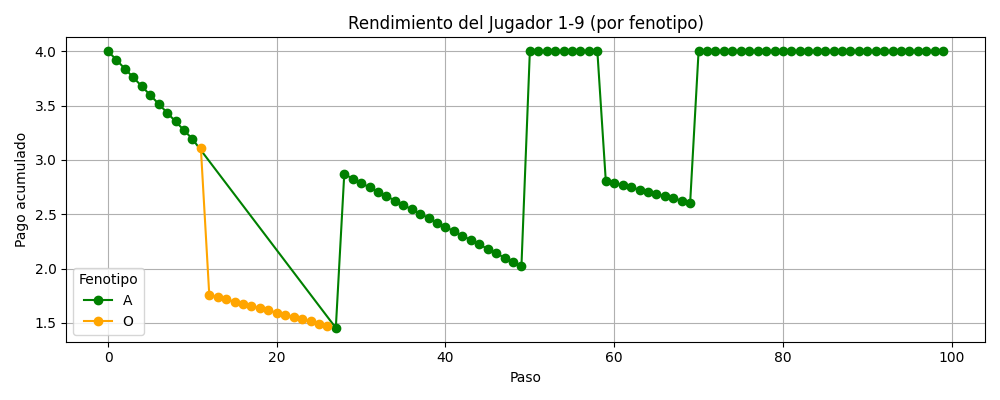 Rendimiento del Jugador 1-9 (por fenotipo)
Pago acumulado
4.0
3.5
3.0
2.5
2.0
1.5
Fenotipo
A
O
0 20 40 60 80 100
Paso